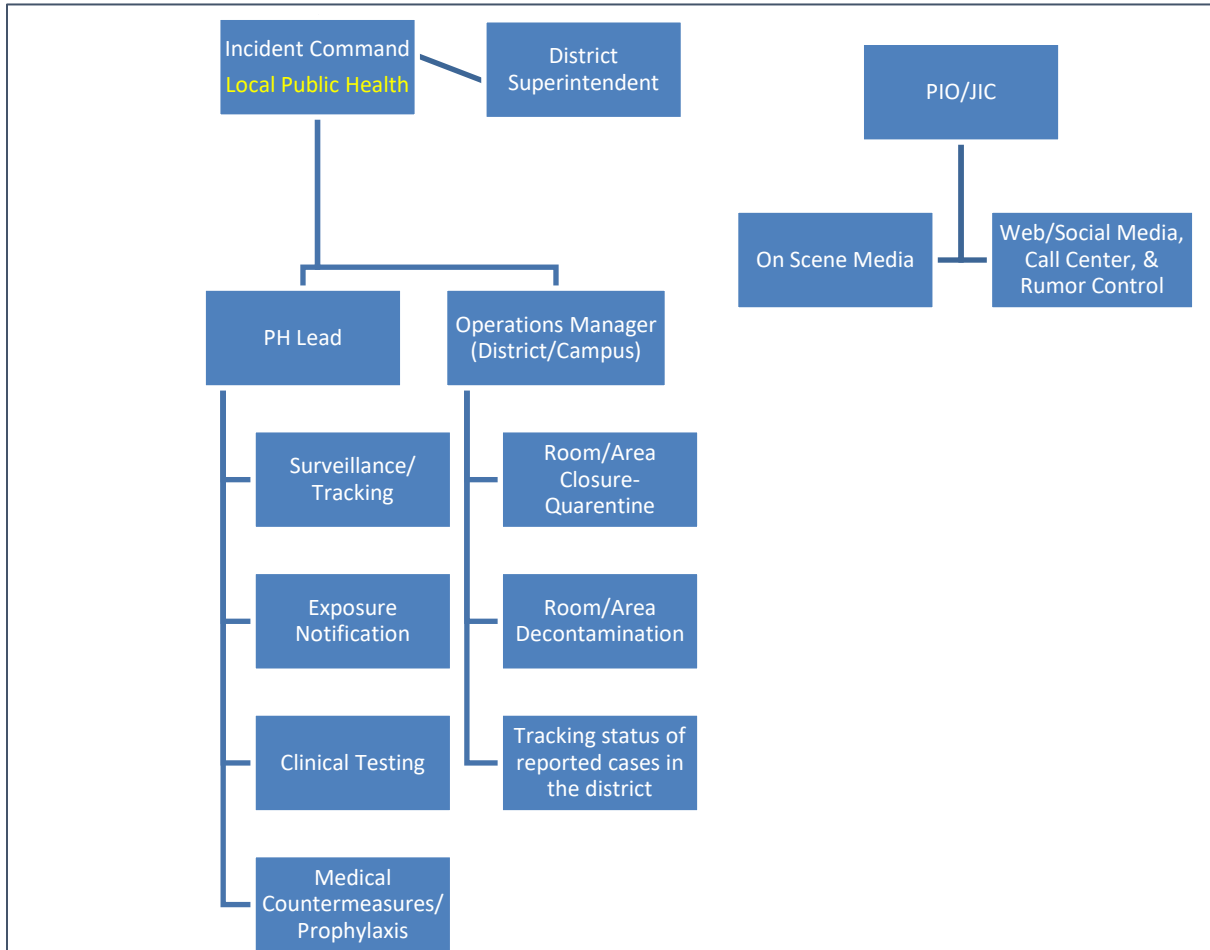 Incident Command
Local Public Health
District
Superintendent
PIO/JIC
On Scene Media
Web/Social Media,
Call Center, &
Rumor Control
PH Lead
Operations Manager
(District/Campus)
Surveillance/
Tracking
Exposure
Notification
Clinical Testing
Medical
Countermeasures/
Prophylaxis
Room/Area
Closure-
Quarentine
Room/Area
Decontamination
Tracking status of
reported cases in
the district